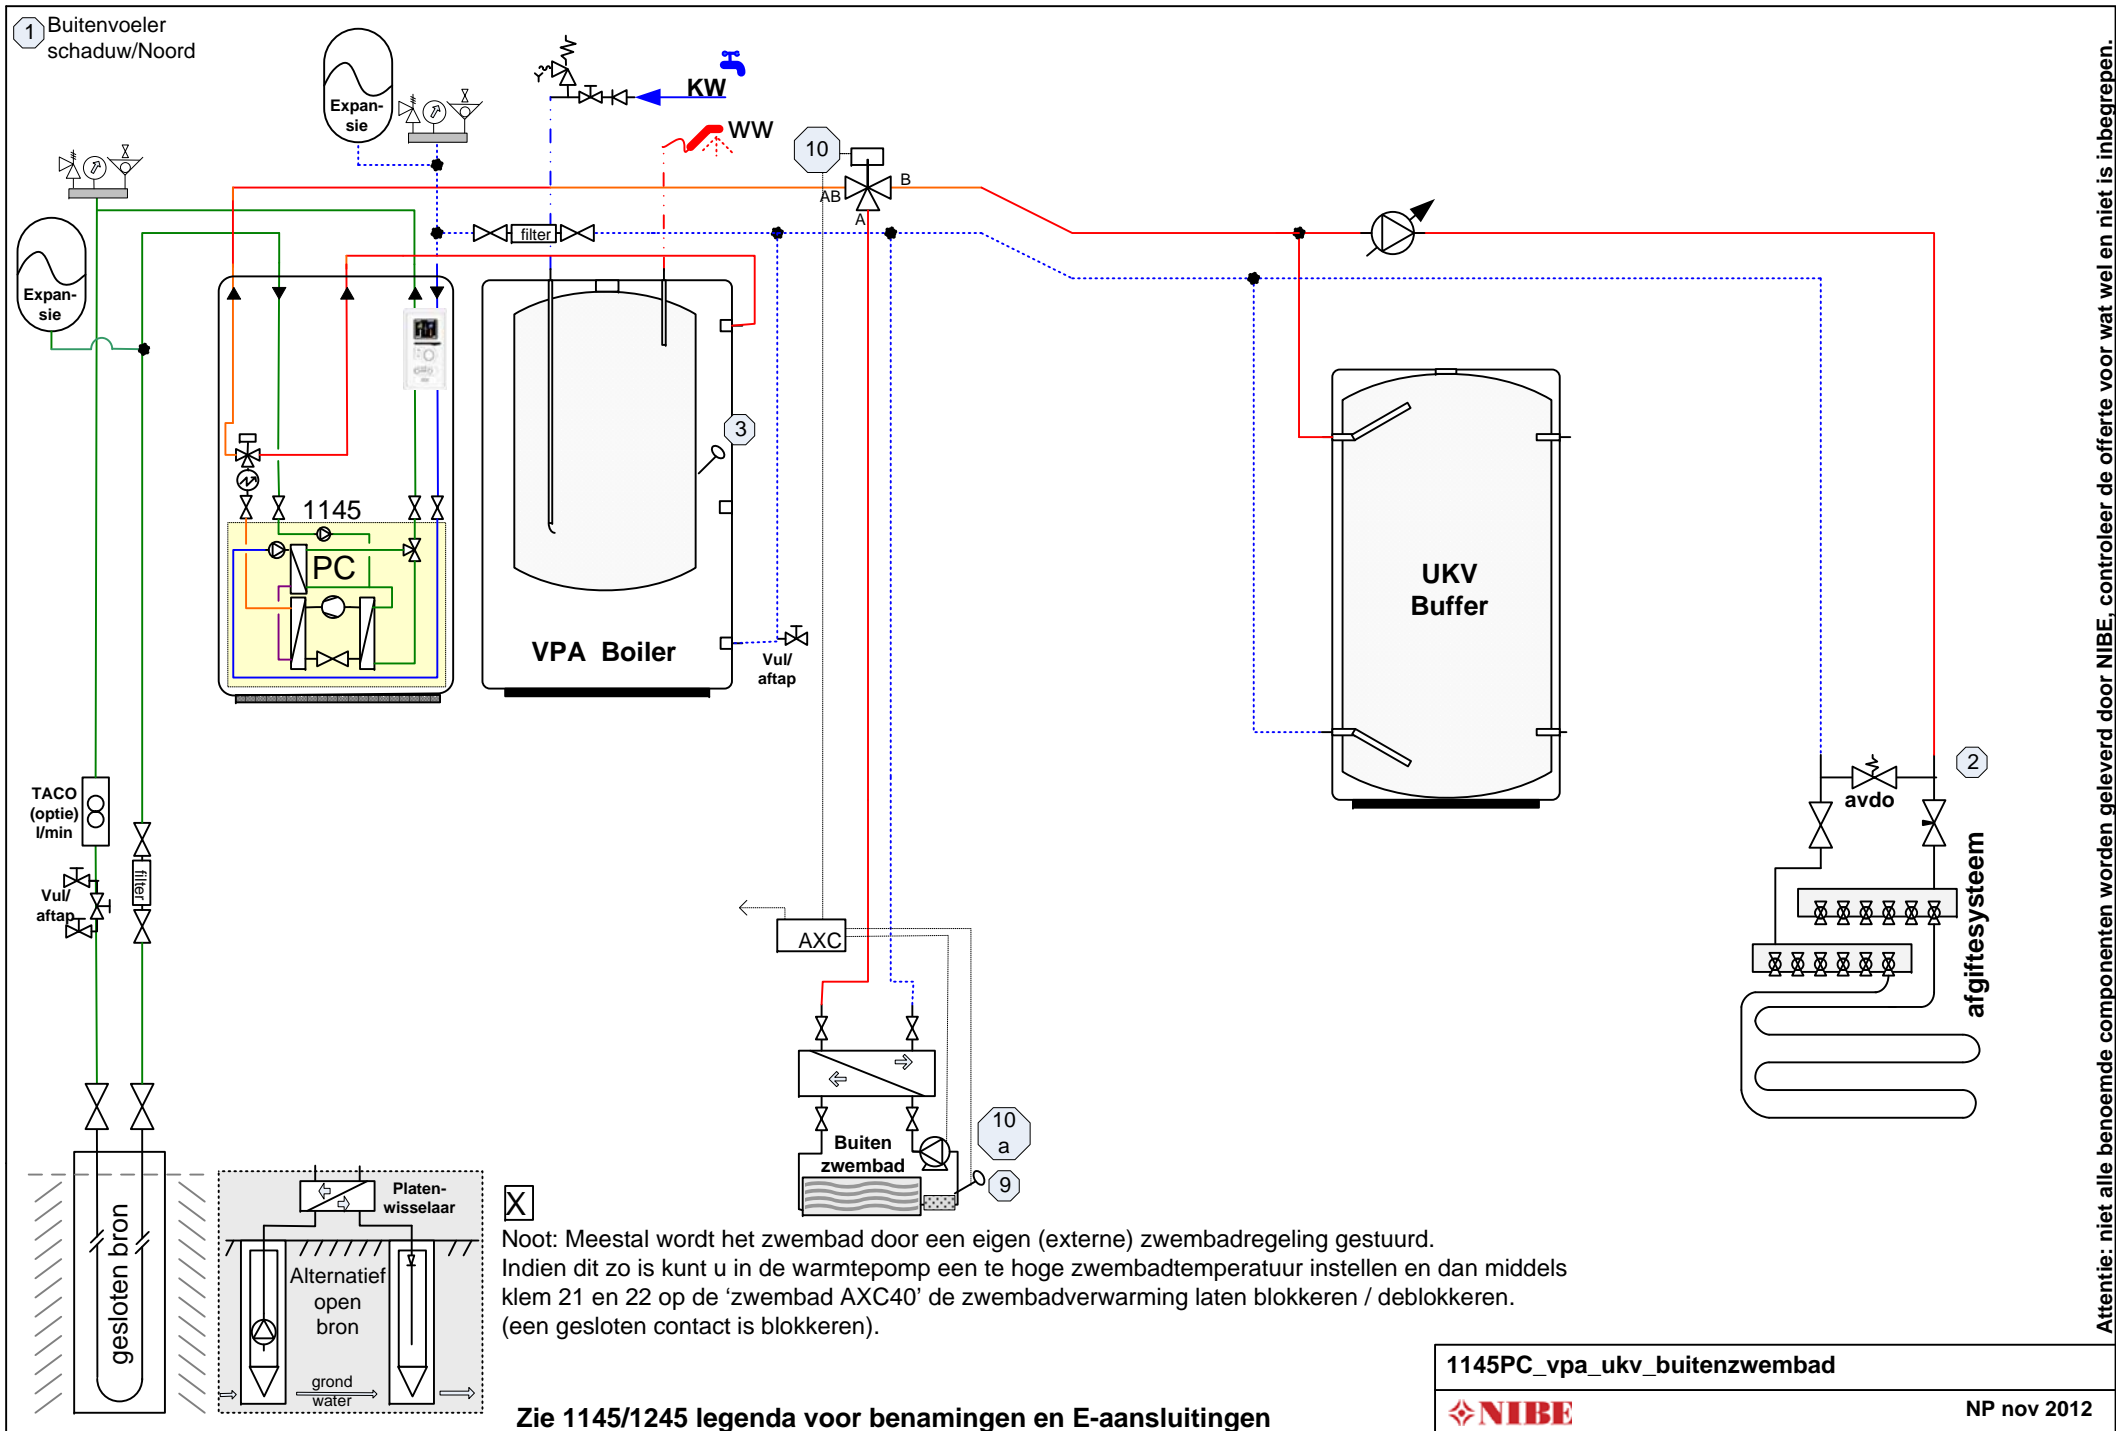 1
Buitenvoeler
schaduw/Noord
Expan-
sie
KW
WW
10
AB
B
A
filter
Expan-
sie
3
1145
PC
VPA Boiler
Vul/
aftap
UKV
Buffer
2
avdo
afgiftesysteem
TACO
(optie)
l/min
Vul/
aftap
filter
AXC
10
a
9
Buiten
zwembad
gesloten bron
Platen-
wisselaar
Alternatief
open
bron
grond
water
X
Noot: Meestal wordt het zwembad door een eigen (externe) zwembadregeling gestuurd.
Indien dit zo is kunt u in de warmtepomp een te hoge zwembadtemperatuur instellen en dan middels
klem 21 en 22 op de ‘zwembad AXC40’ de zwembadverwarming laten blokkeren / deblokkeren.
(een gesloten contact is blokkeren).
Zie 1145/1245 legenda voor benamingen en E-aansluitingen
1145PC_vpa_ukv_buitenzwembad
NIBE
NP nov 2012
Attentie: niet alle benoemde componenten worden geleverd door NIBE, controleer de offerte voor wat wel en niet is inbegrepen.